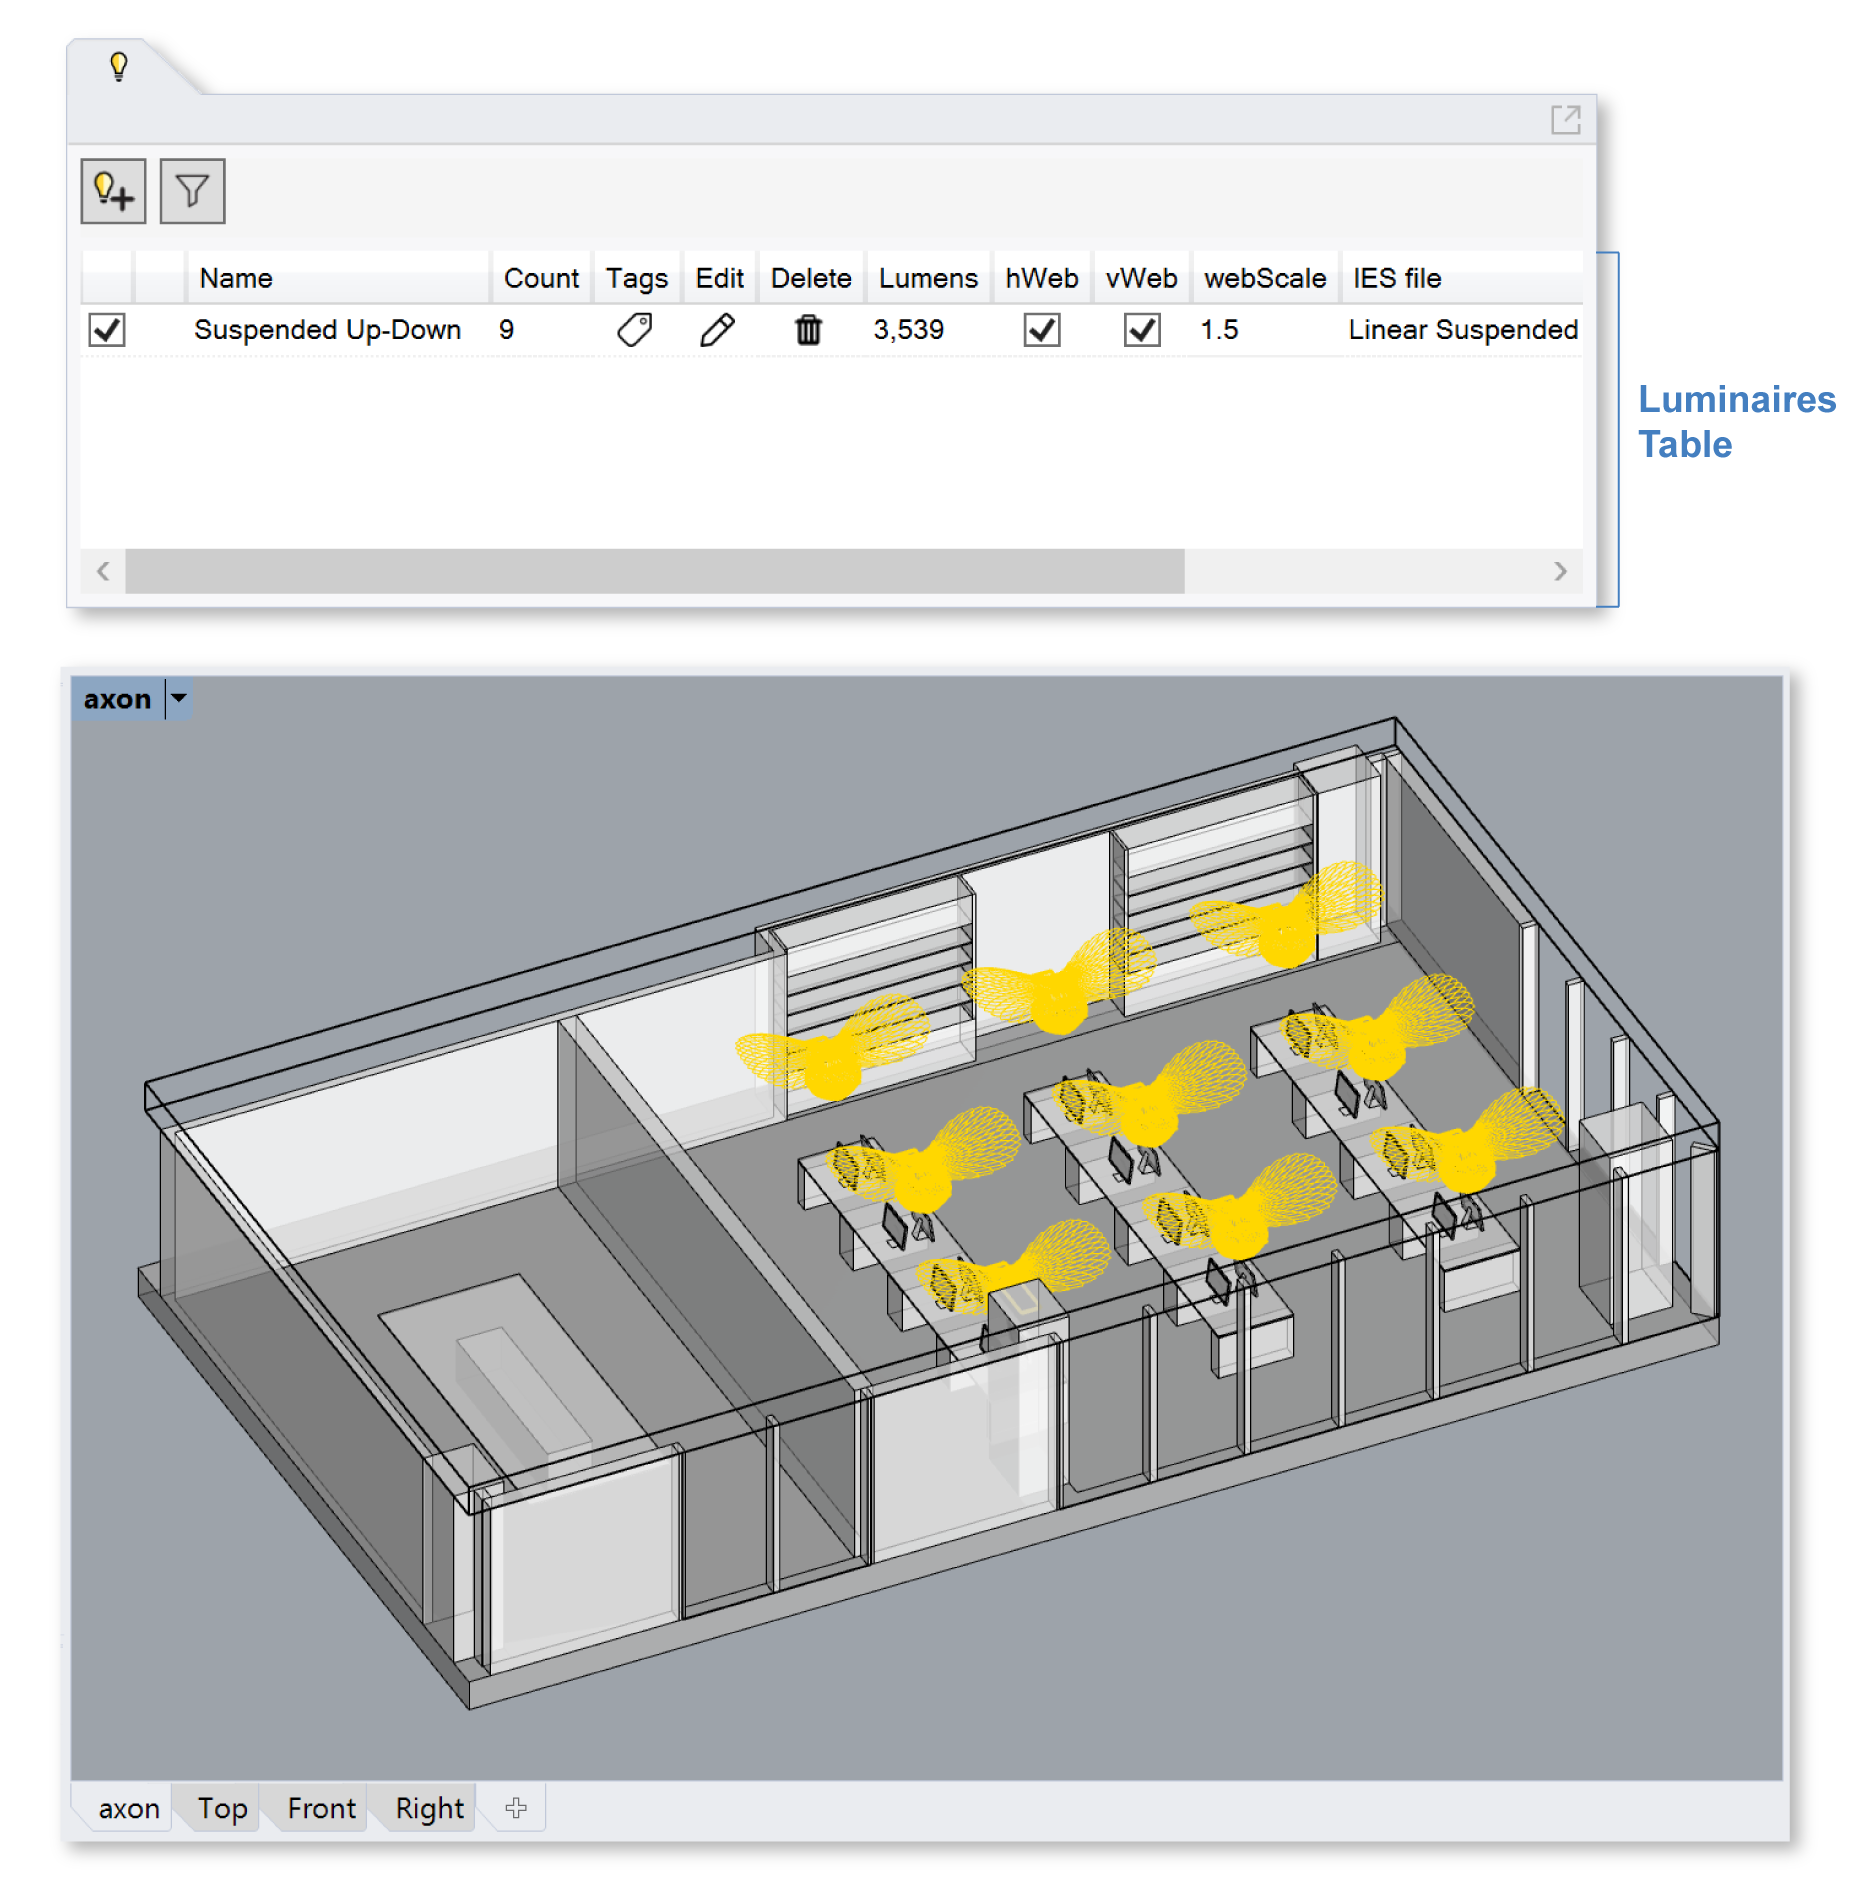 Name Count Tags Edit Delete Lumens hWeb vWeb webScale IES file
Suspended Up-Down 9 3,539 1.5 Linear Suspended
Luminaires
Table
axon
axon Top Front Right